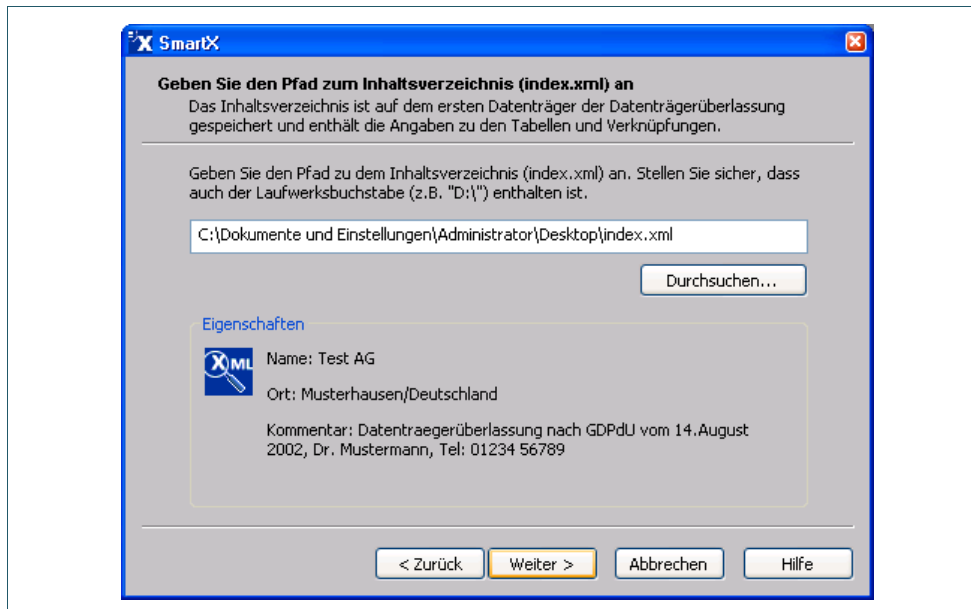 SmartX
Geben Sie den Pfad zum Inhaltsverzeichnis (index.xml) an
Das Inhaltsverzeichnis ist auf dem ersten Datenträger der Datenträgerüberlassung
gespeichert und enthält die Angaben zu den Tabellen und Verknüpfungen.
Geben Sie den Pfad zu dem Inhaltsverzeichnis (index.xml) an. Stellen Sie sicher, dass
auch der Laufwerksbuchstabe (z.B. "D:\") enthalten ist.
C:\Dokumente und Einstellungen\Administrator\Desktop\index.xml
Durchsuchen...
Eigenschaften
XML
Name: Test AG
Ort: Musterhausen/Deutschland
Kommentar: Datentraegerüberlassung nach GDPdU vom 14.August
2002, Dr. Mustermann, Tel: 01234 56789
< Zurück
Weiter >
Abbrechen
Hilfe